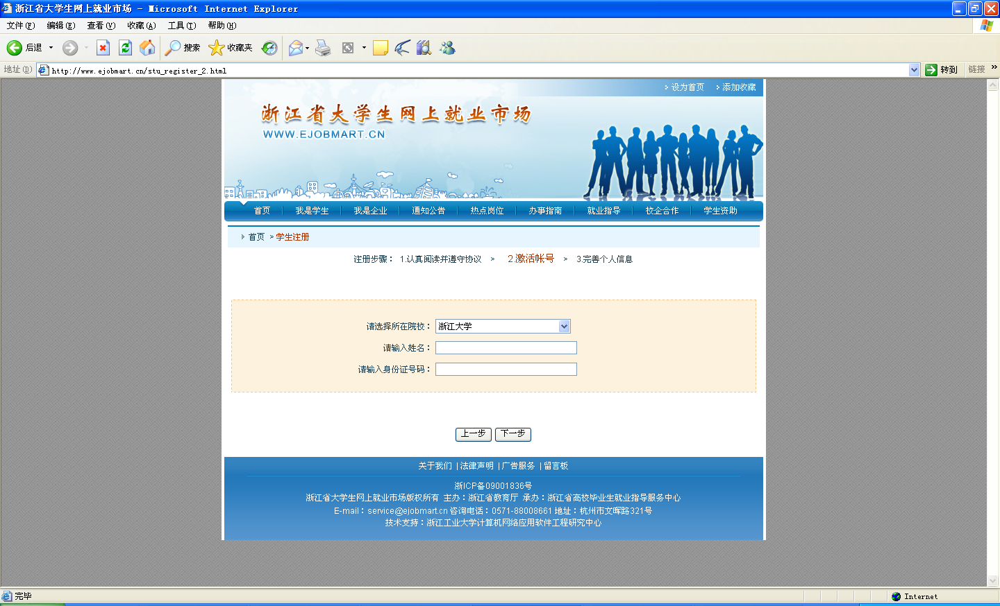 浙江省大学生网上就业市场 - Microsoft Internet Explorer
文件(F) 编辑(E) 查看(V) 收藏(A) 工具(T) 帮助(H)
后退 搜索 收藏夹
地址(D) http://www.ejobmart.cn/stu_register_2.html 转到 链接 »
设为首页 添加收藏
浙江省大学生网上就业市场
WWW.EJOBMART.CN
首页 我是学生 我是企业 通知公告 热点岗位 办事指南 就业指导 校企合作 学生资助
首页 > 学生注册
注册步骤： 1.认真阅读并遵守协议 > 2.激活帐号 > 3.完善个人信息
请选择所在院校： 浙江大学
请输入姓名：
请输入身份证号码：
上一步 下一步
关于我们 | 法律声明 | 广告服务 | 留言板
浙ICP备09001836号
浙江省大学生网上就业市场版权所有 主办：浙江省教育厅 承办：浙江省高校毕业生就业指导服务中心
E-mail：service@ejobmart.cn 咨询电话：0571-88008661 地址：杭州市文晖路321号
技术支持：浙江工业大学计算机网络应用软件工程研究中心
完毕 Internet